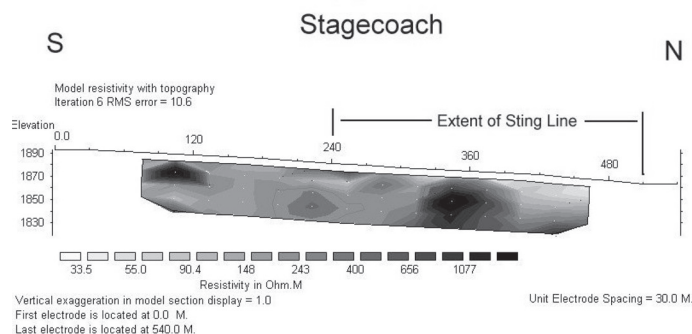 Stagecoach
S
N
Model resistivity with topography
Iteration 6 RMS error = 10.6
Extent of Sting Line
Elevation
0.0 120 240 360 480
1890
1870
1850
1830
33.5 55.0 90.4 148 243 400 656 1077
Resistivity in Ohm.M
Vertical exaggeration in model section display = 1.0
Unit Electrode Spacing = 30.0 M.
First electrode is located at 0.0 M.
Last electrode is located at 540.0 M.